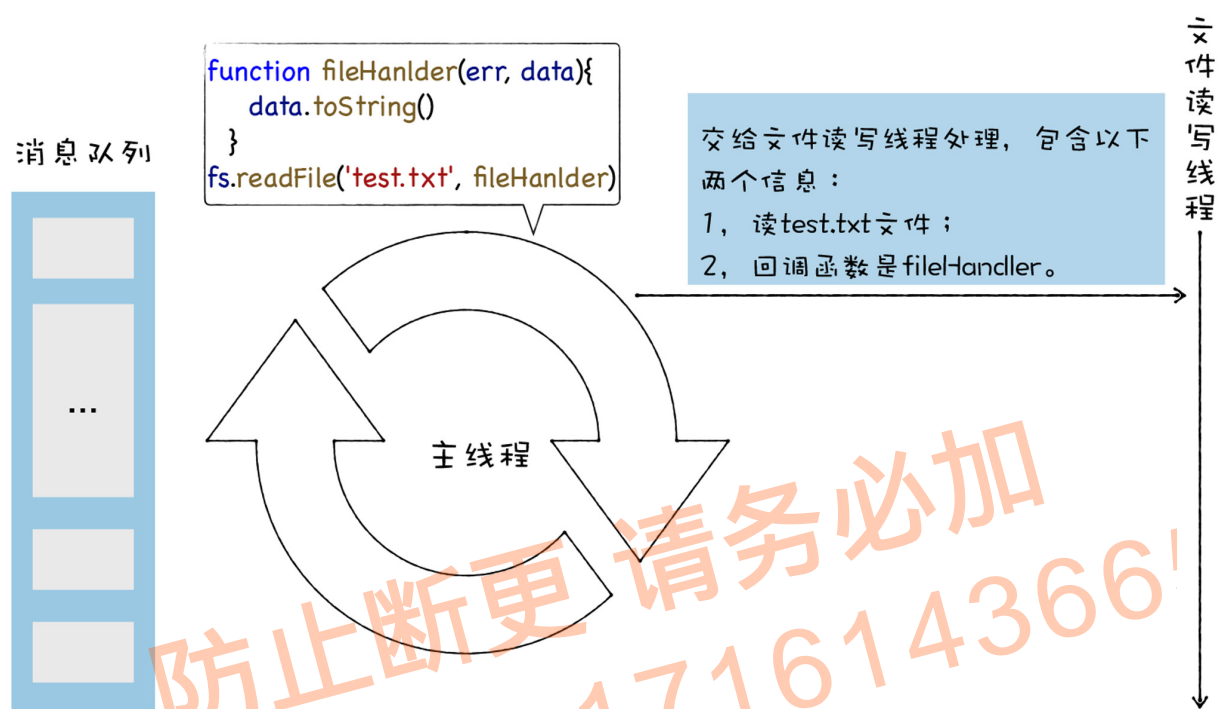 文件读写线程
function fileHanlder(err, data){
data.toString()
}
fs.readFile('test.txt', fileHanlder)
消息队列
交给文件读写线程处理，包含以下
两个信息：
1，读test.txt文件；
2，回调函数是fileHandler。
...
主线程
防止断更 请务必加
171614366